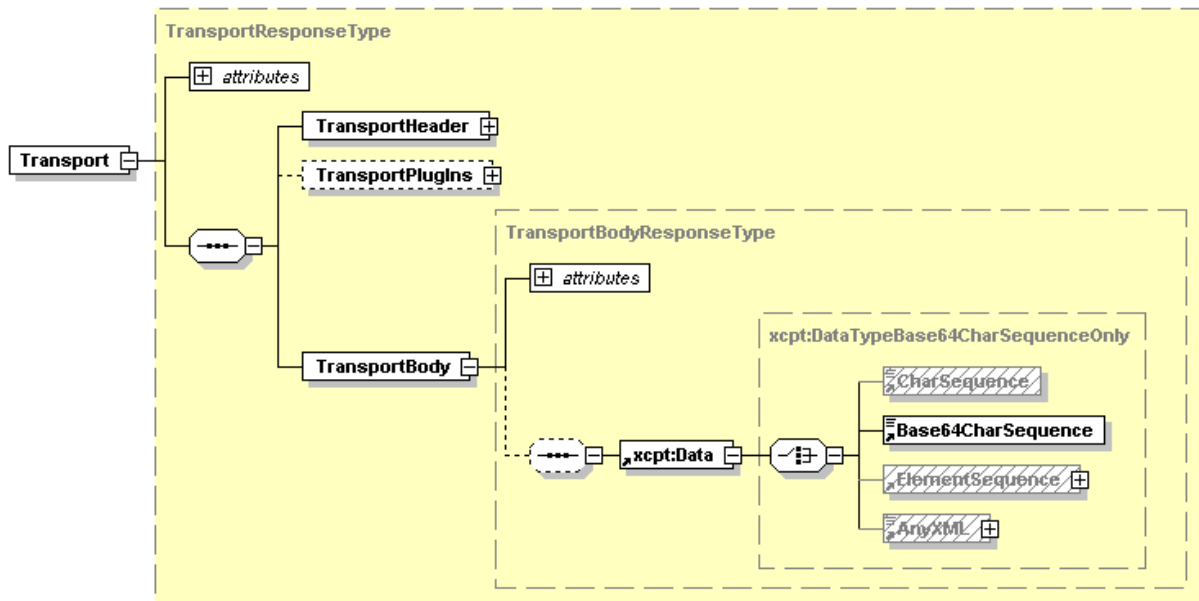 TransportResponseType
attributes
TransportHeader
Transport
TransportPlugIns
TransportBodyResponseType
attributes
xcpt:DataTypeBase64CharSequenceOnly
TransportBody
CharSequence
Base64CharSequence
xcpt:Data
ElementSequence
AnyXML